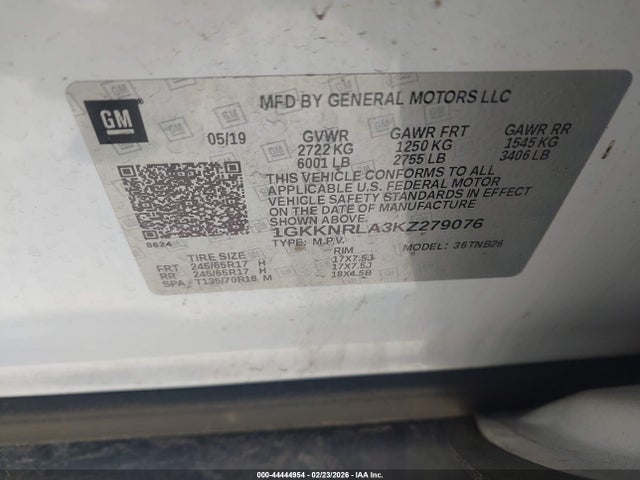 GM
MFD BY GENERAL MOTORS LLC
05/19 GVWR GAWR FRT GAWR RR
2722 KG 1250 KG 1545 KG
6001 LB 2755 LB 3406 LB
THIS VEHICLE CONFORMS TO ALL
APPLICABLE U.S. FEDERAL MOTOR
VEHICLE SAFETY STANDARDS IN EFFECT
ON THE DATE OF MANUFACTURE
SHOWN ABOVE.
1GKKNRLA3KZ279076
8624 TYPE: M.P.V. MODEL: 36TNB26
TIRE SIZE RIM
FRT 245/65R17 H 17X7.5J
RR 245/65R17 H 17X7.5J
SPA T135/70R18 M 18X4.5B
000-44444954 | 02/23/2026 - IAA Inc.